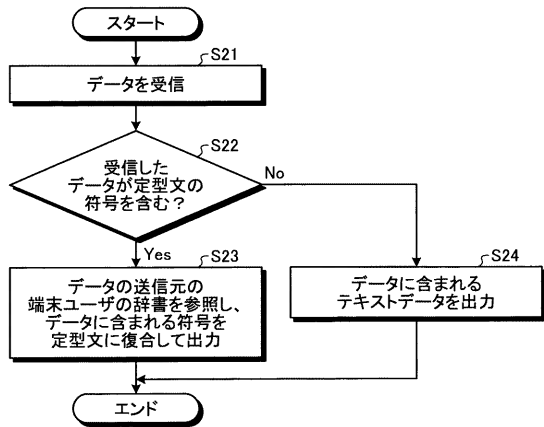 スタート
S21
データを受信
S22
受信した
データが定型文の
符号を含む？
No
Yes
S23
データの送信元の
端末ユーザの辞書を参照し、
データに含まれる符号を
定型文に復合して出力
S24
データに含まれる
テキストデータを出力
エンド